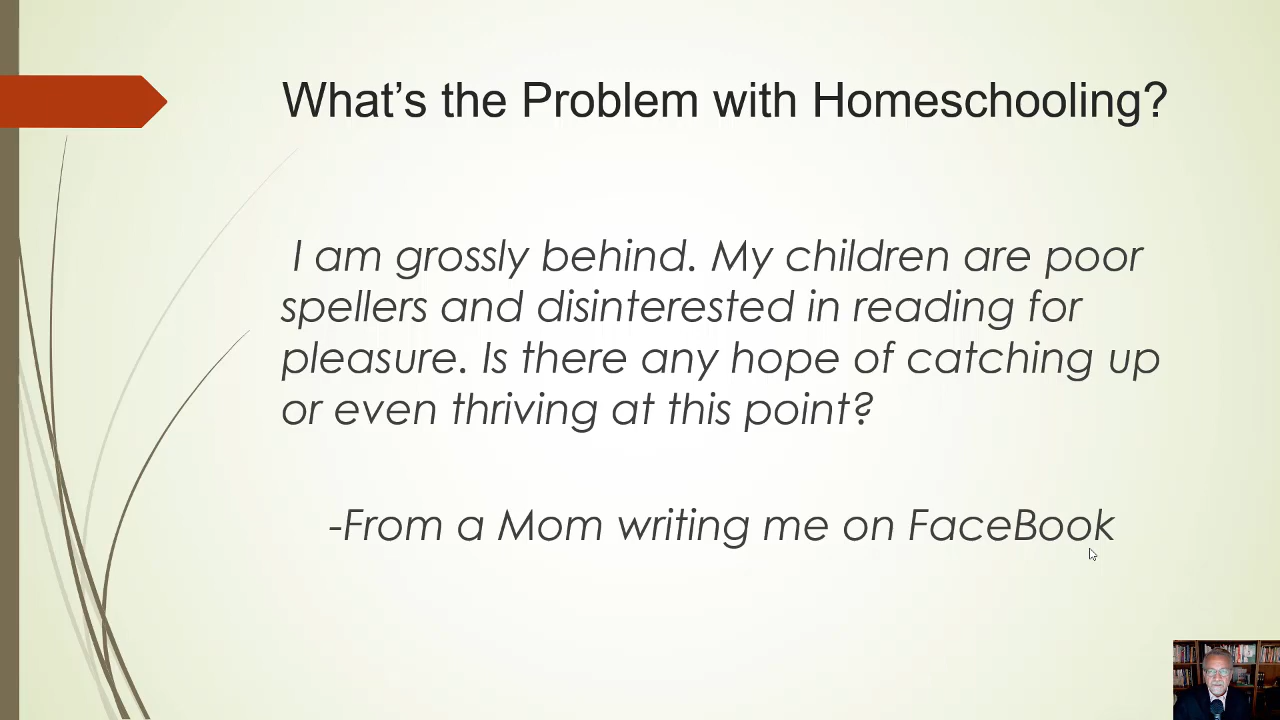 What’s the Problem with Homeschooling?
I am grossly behind. My children are poor
spellers and disinterested in reading for
pleasure. Is there any hope of catching up
or even thriving at this point?
-From a Mom writing me on FaceBook